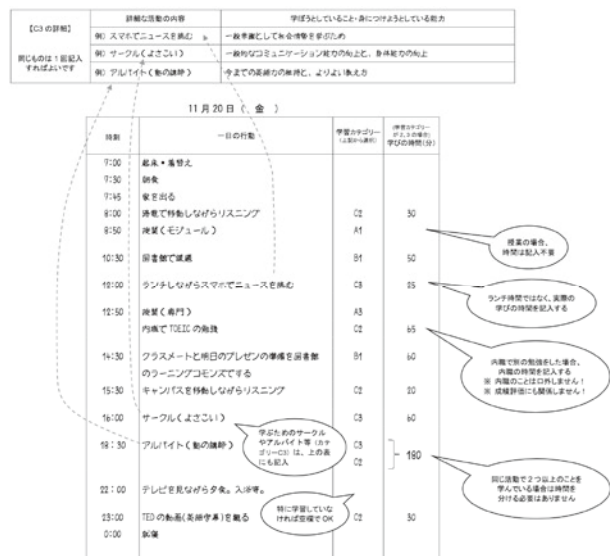 【C3の詳細】
同じものは1回記入
すればよいです
詳細な活動の内容
学ぼうとしていること・身につけようとしている能力
例）スマホでニュースを読む
一般常識として社会情勢を学ぶため
例）サークル（よさこい）
一般的なコミュニケーション能力の向上と、身体能力の向上
例）アルバイト（塾の講師）
今までの英語力の維持と、よりよい教え方
11月20日（ 金 ）
時刻
一日の行動
学習カテゴリー
(上記から選択)
(学習カテゴリー
が2,3の場合)
学びの時間(分)
7:00 起床・着替え
7:30 朝食
7:45 家を出る
8:00 電で移動しながらリスニング C2 30
8:50 授業（モジュール） A1
10:30 図書館で B1 50
12:00 ランチしながらスマホでニュースを読む C3 25
12:50 授業（専門） A3
内職でTOEICの勉強 C2 65
14:30 クラスメートと明日のプレゼンの準備を図書館 B1 60
のラーニングコモンズでする
15:30 キャンパスを移動しながらリスニング C2 20
16:00 サークル（よさこい） C3 60
18:30 アルバイト（塾の講師） C3
C2
180
22:00 テレビを見ながら夕食。入浴等。
23:00 TEDの動画(英語字幕)を観る C2 30
0:00 就寝
授業の場合、
時間は記入不要
ランチ時間ではなく、実際の
学びの時間を記入する
内職で別の勉強をした場合、
内職の時間を記入する
※ 内職のことは口外しません！
※ 成績評価にも関係しません！
学ぶためのサークル
やアルバイト等（カテ
ゴリーC3）は、上の表
にも記入
同じ活動で2つ以上のことを
学んでいる場合は時間を
分ける必要はありません
特に学習していな
ければ空欄でOK